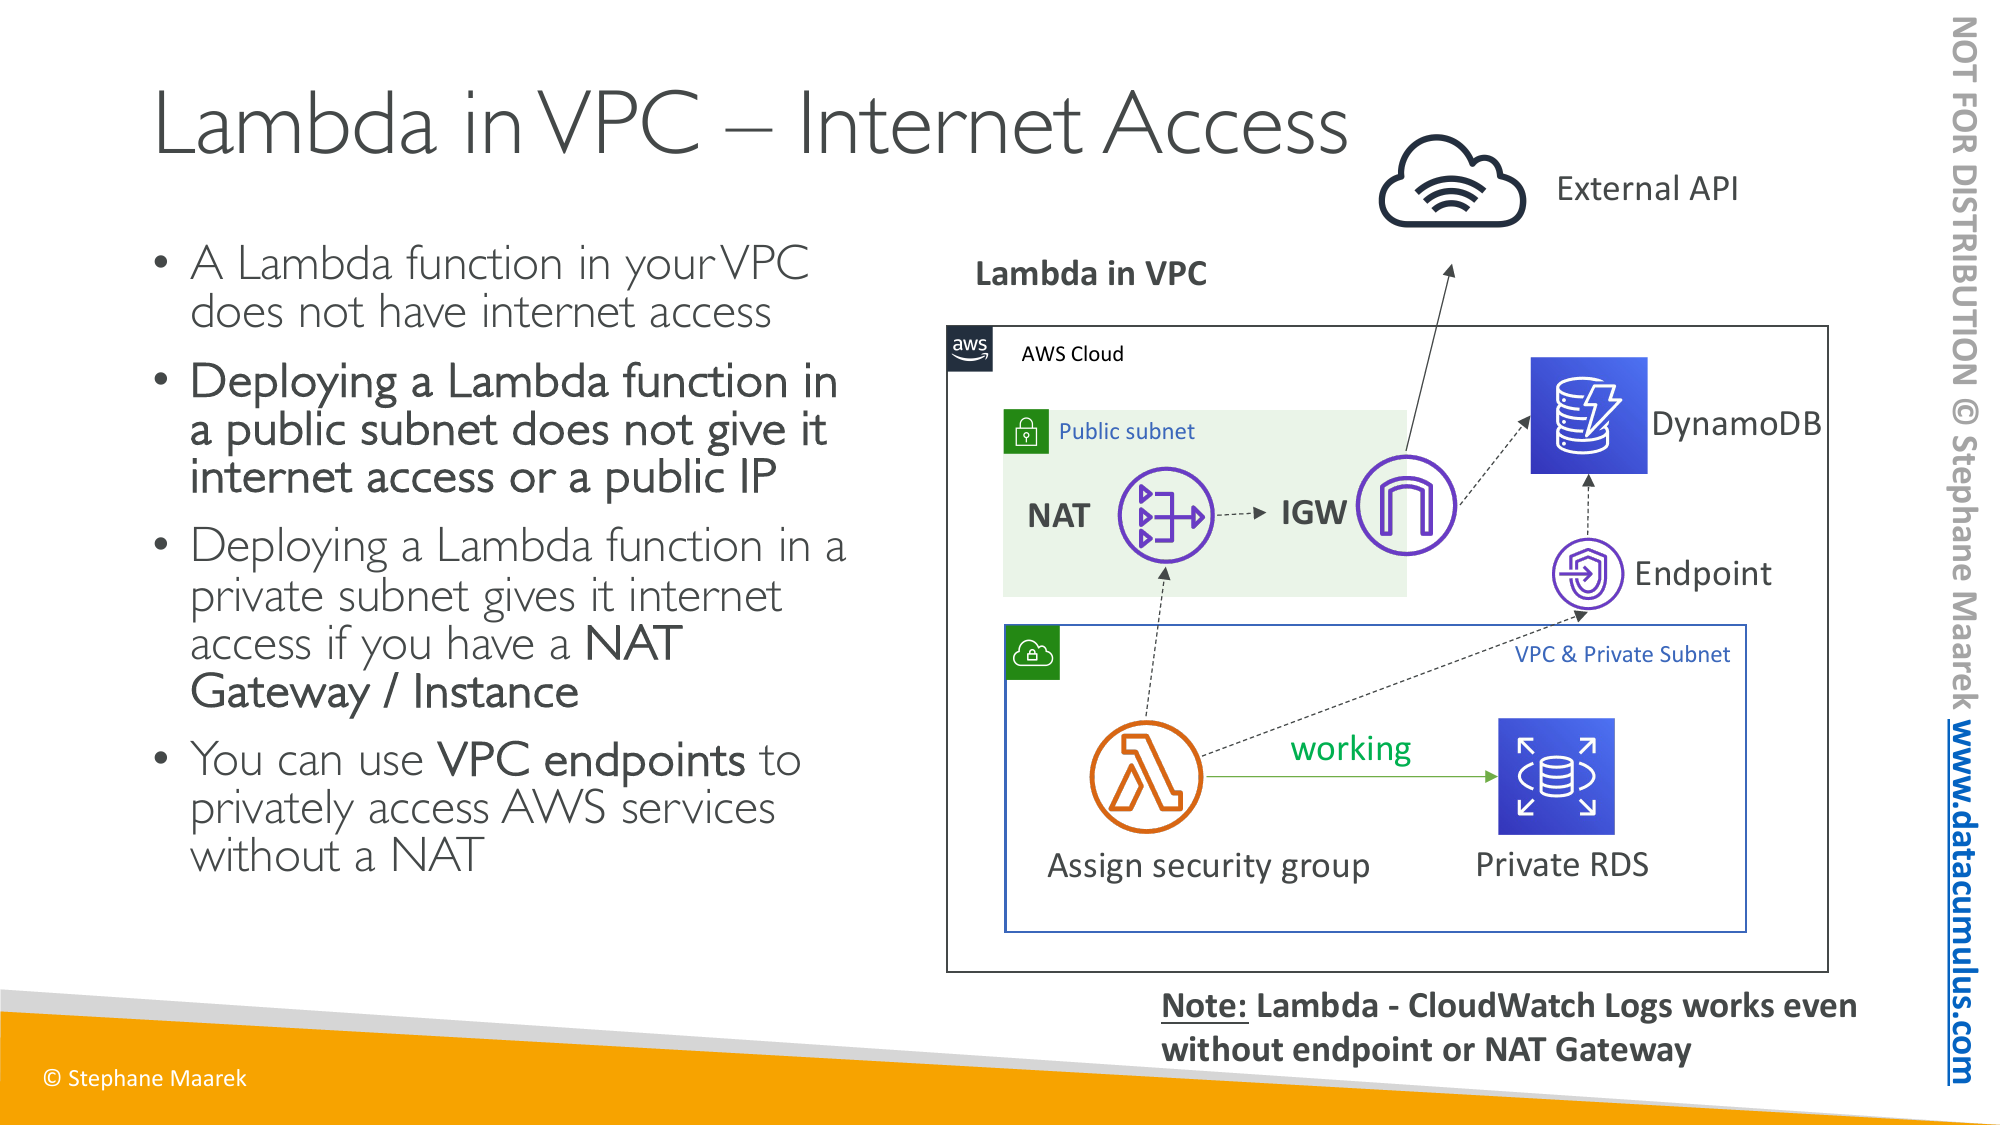 Lambda in VPC – Internet Access
• A Lambda function in your VPC
does not have internet access
• Deploying a Lambda function in
a public subnet does not give it
internet access or a public IP
• Deploying a Lambda function in a
private subnet gives it internet
access if you have a NAT
Gateway / Instance
• You can use VPC endpoints to
privately access AWS services
without a NAT
External API
Lambda in VPC
aws
AWS Cloud
Public subnet
DynamoDB
NAT
IGW
Endpoint
VPC & Private Subnet
working
Assign security group
Private RDS
Note: Lambda - CloudWatch Logs works even
without endpoint or NAT Gateway
© Stephane Maarek
NOT FOR DISTRIBUTION © Stephane Maarek www.datacumulus.com